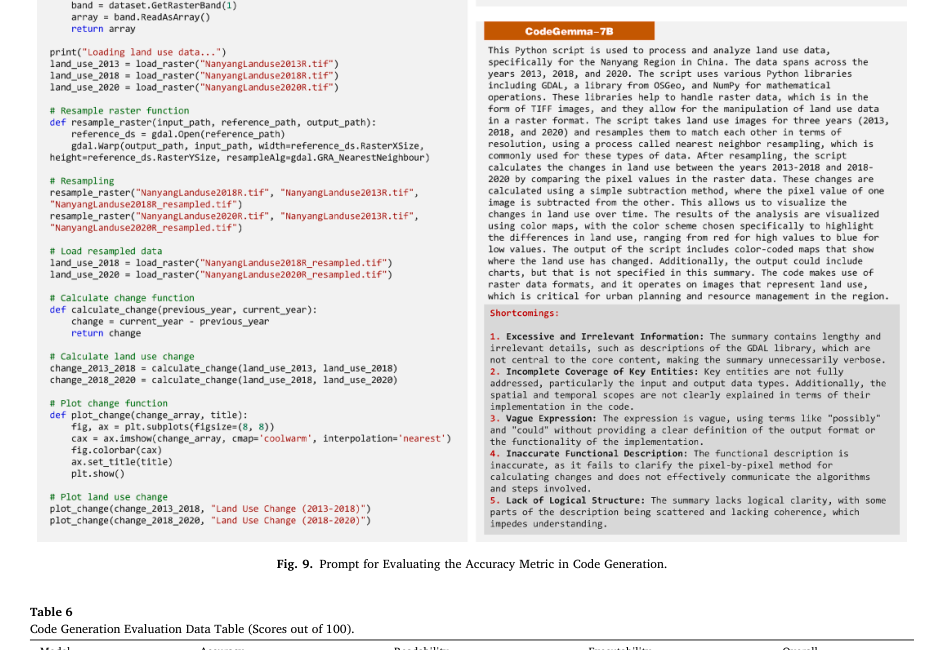 band = dataset.GetRasterBand(1)
array = band.ReadAsArray()
return array
print("Loading land use data...")
land_use_2013 = load_raster("NanyangLanduse2013R.tif")
land_use_2018 = load_raster("NanyangLanduse2018R.tif")
land_use_2020 = load_raster("NanyangLanduse2020R.tif")
# Resample raster function
def resample_raster(input_path, reference_path, output_path):
reference_ds = gdal.Open(reference_path)
gdal.Warp(output_path, input_path, width=reference_ds.RasterXSize,
height=reference_ds.RasterYSize, resampleAlg=gdal.GRA_NearestNeighbour)
# Resampling
resample_raster("NanyangLanduse2018R.tif", "NanyangLanduse2013R.tif",
"NanyangLanduse2018R_resampled.tif")
resample_raster("NanyangLanduse2020R.tif", "NanyangLanduse2013R.tif",
"NanyangLanduse2020R_resampled.tif")
# Load resampled data
land_use_2018 = load_raster("NanyangLanduse2018R_resampled.tif")
land_use_2020 = load_raster("NanyangLanduse2020R_resampled.tif")
# Calculate change function
def calculate_change(previous_year, current_year):
change = current_year - previous_year
return change
# Calculate land use change
change_2013_2018 = calculate_change(land_use_2013, land_use_2018)
change_2018_2020 = calculate_change(land_use_2018, land_use_2020)
# Plot change function
def plot_change(change_array, title):
fig, ax = plt.subplots(figsize=(8, 8))
cax = ax.imshow(change_array, cmap='coolwarm', interpolation='nearest')
fig.colorbar(cax)
ax.set_title(title)
plt.show()
# Plot land use change
plot_change(change_2013_2018, "Land Use Change (2013-2018)")
plot_change(change_2018_2020, "Land Use Change (2018-2020)")
CodeGemma-7B
This Python script is used to process and analyze land use data,
specifically for the Nanyang Region in China. The data spans across the
years 2013, 2018, and 2020. The script uses various Python libraries
including GDAL, a library from OSGeo, and NumPy for mathematical
operations. These libraries help to handle raster data, which is in the
form of TIFF images, and they allow for the manipulation of land use data
in a raster format. The script takes land use images for three years (2013,
2018, and 2020) and resamples them to match each other in terms of
resolution, using a process called nearest neighbor resampling, which is
commonly used for these types of data. After resampling, the script
calculates the changes in land use between the years 2013-2018 and 2018-
2020 by comparing the pixel values in the raster data. These changes are
calculated using a simple subtraction method, where the pixel value of one
image is subtracted from the other. This allows us to visualize the
changes in land use over time. The results of the analysis are visualized
using color maps, with the color scheme chosen specifically to highlight
the differences in land use, ranging from red for high values to blue for
low values. The output of the script includes color-coded maps that show
where the land use has changed. Additionally, the output could include
charts, but that is not specified in this summary. The code makes use of
raster data formats, and it operates on images that represent land use,
which is critical for urban planning and resource management in the region.
Shortcomings:
1. Excessive and Irrelevant Information: The summary contains lengthy and
irrelevant details, such as descriptions of the GDAL library, which are
not central to the core content, making the summary unnecessarily verbose.
2. Incomplete Coverage of Key Entities: Key entities are not fully
addressed, particularly the input and output data types. Additionally, the
spatial and temporal scopes are not clearly explained in terms of their
implementation in the code.
3. Vague Expression: The expression is vague, using terms like "possibly"
and "could" without providing a clear definition of the output format or
the functionality of the implementation.
4. Inaccurate Functional Description: The functional description is
inaccurate, as it fails to clarify the pixel-by-pixel method for
calculating changes and does not effectively communicate the algorithms
and steps involved.
5. Lack of Logical Structure: The summary lacks logical clarity, with some
parts of the description being scattered and lacking coherence, which
impedes understanding.
Fig. 9. Prompt for Evaluating the Accuracy Metric in Code Generation.
Table 6
Code Generation Evaluation Data Table (Scores out of 100).